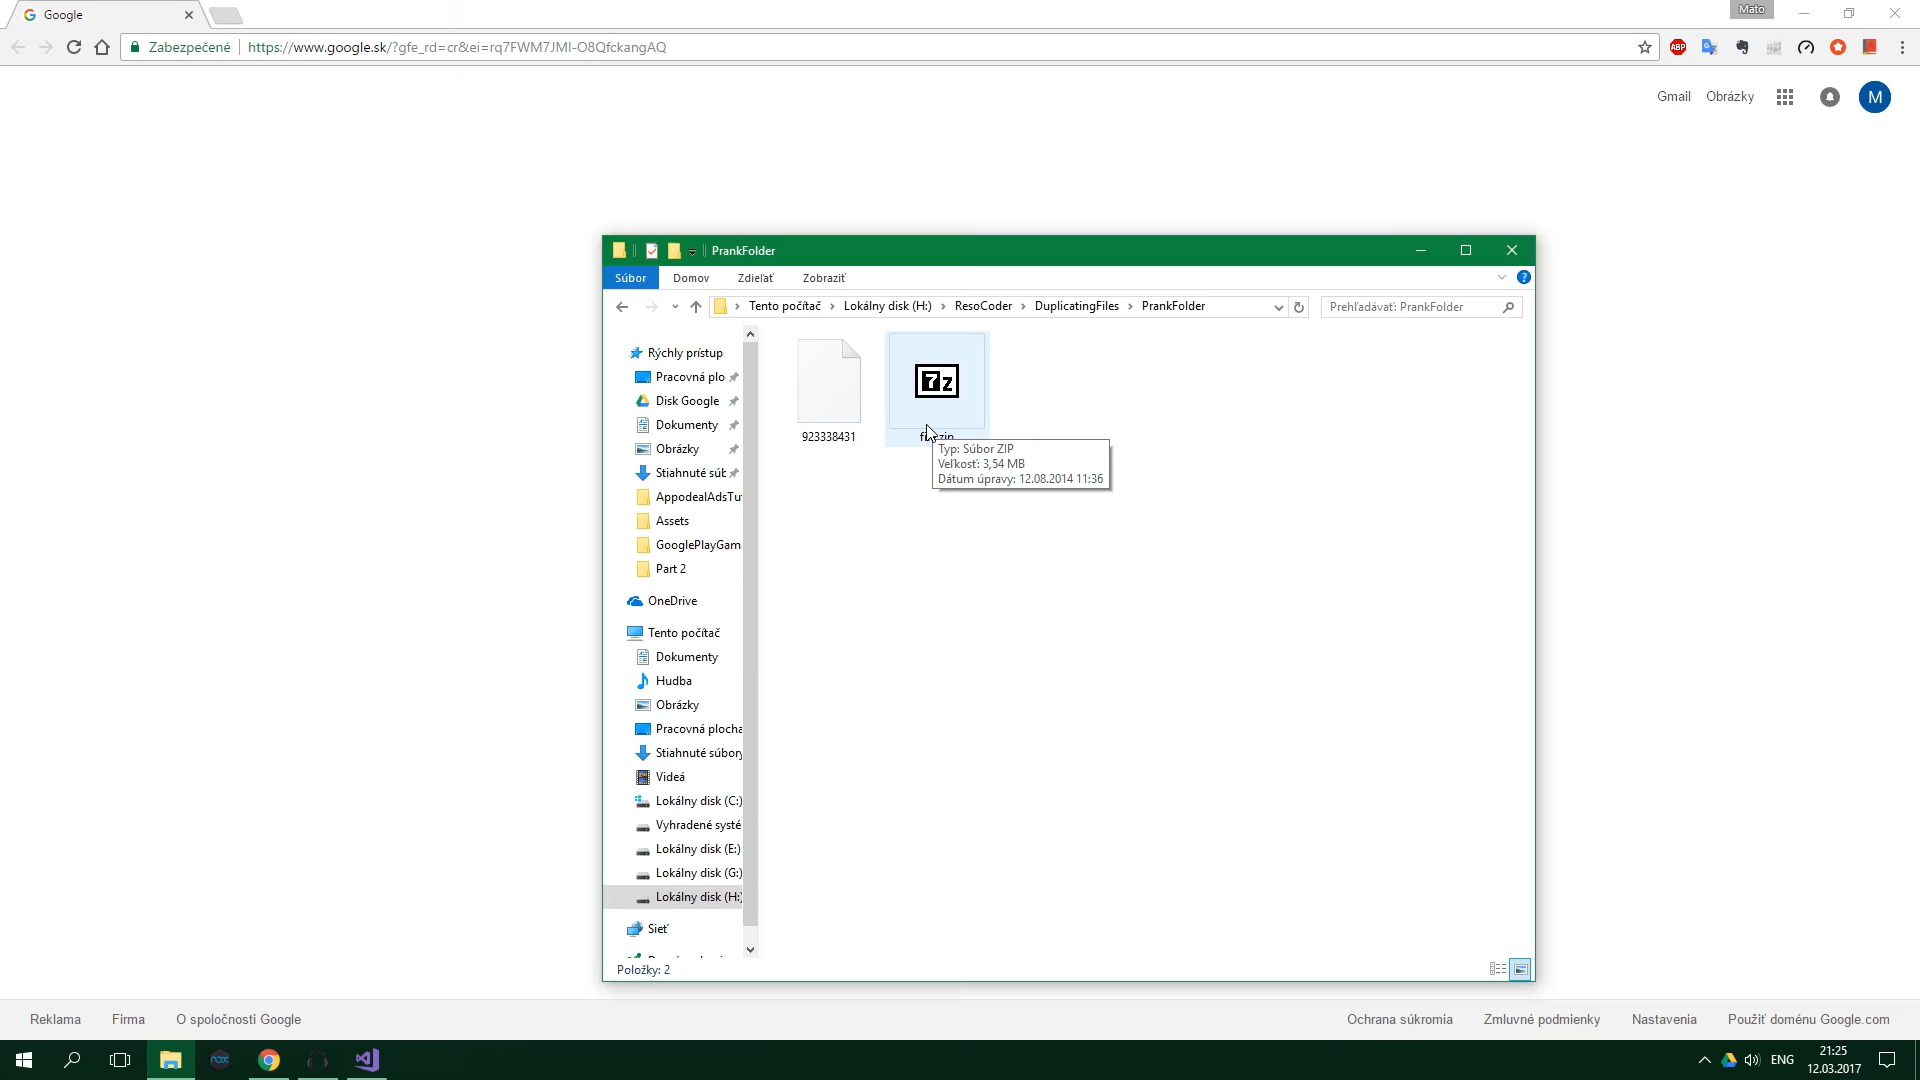 Google
Mato
Zabezpečené
https://www.google.sk/?gfe_rd=cr&ei=rq7FWM7JMI-O8QfckangAQ
ABP
Gmail
Obrázky
M
PrankFolder
Súbor
Domov
Zdieľať
Zobraziť
Tento počítač
Lokálny disk (H:)
ResoCoder
DuplicatingFiles
PrankFolder
Prehľadávať: PrankFolder
Rýchly prístup
Pracovná plo
Disk Google
Dokumenty
Obrázky
Stiahnuté súb
AppodealAdsTu
Assets
GooglePlayGam
Part 2
OneDrive
Tento počítač
Dokumenty
Hudba
Obrázky
Pracovná plocha
Stiahnuté súbory
Videá
Lokálny disk (C:)
Vyhradené systé
Lokálny disk (E:)
Lokálny disk (G:)
Lokálny disk (H:)
Sieť
923338431
7z
Typ: Súbor ZIP
Veľkosť: 3,54 MB
Dátum úpravy: 12.08.2014 11:36
Položky: 2
Reklama
Firma
O spoločnosti Google
Ochrana súkromia
Zmluvné podmienky
Nastavenia
Použiť doménu Google.com
nox
ENG
21:25
12.03.2017